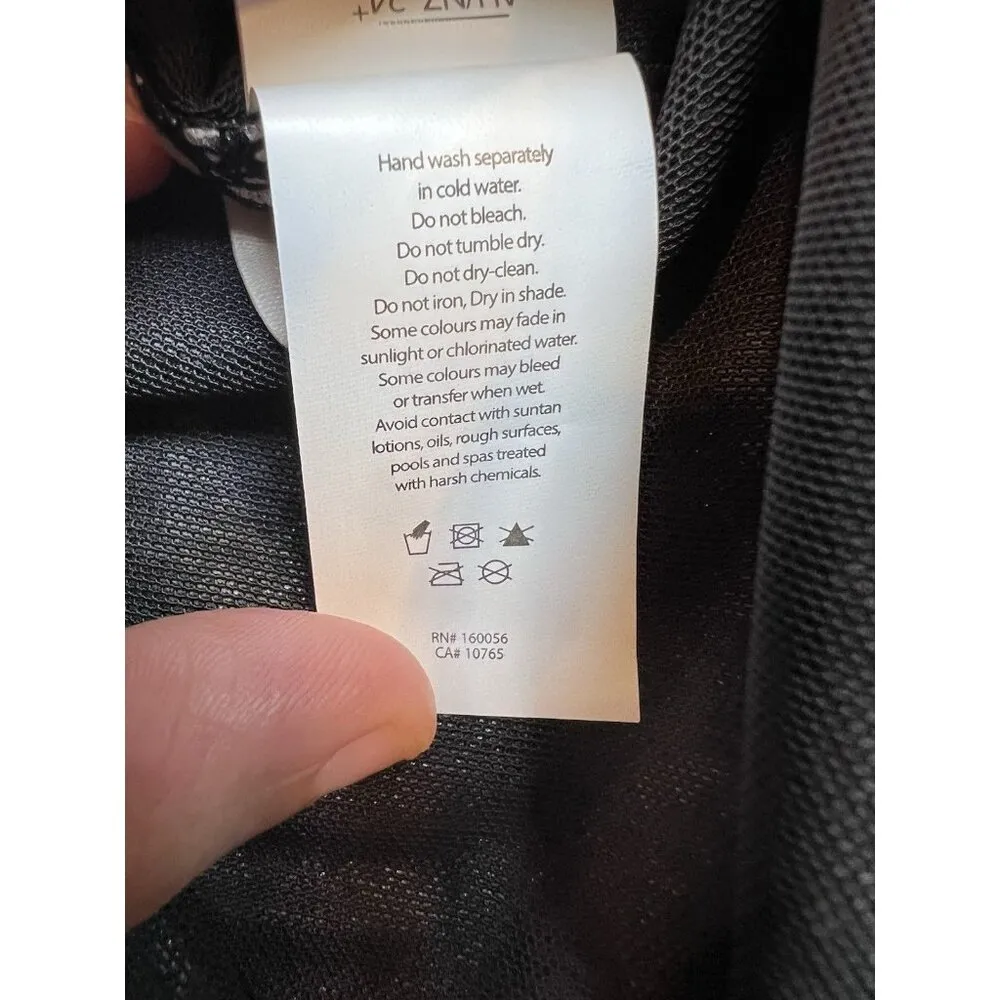 Hand wash separately
in cold water.
Do not bleach.
Do not tumble dry.
Do not dry-clean.
Do not iron, Dry in shade.
Some colours may fade in
sunlight or chlorinated water.
Some colours may bleed
or transfer when wet.
Avoid contact with suntan
lotions, oils, rough surfaces,
pools and spas treated
with harsh chemicals.
RN# 160056
CA# 10765